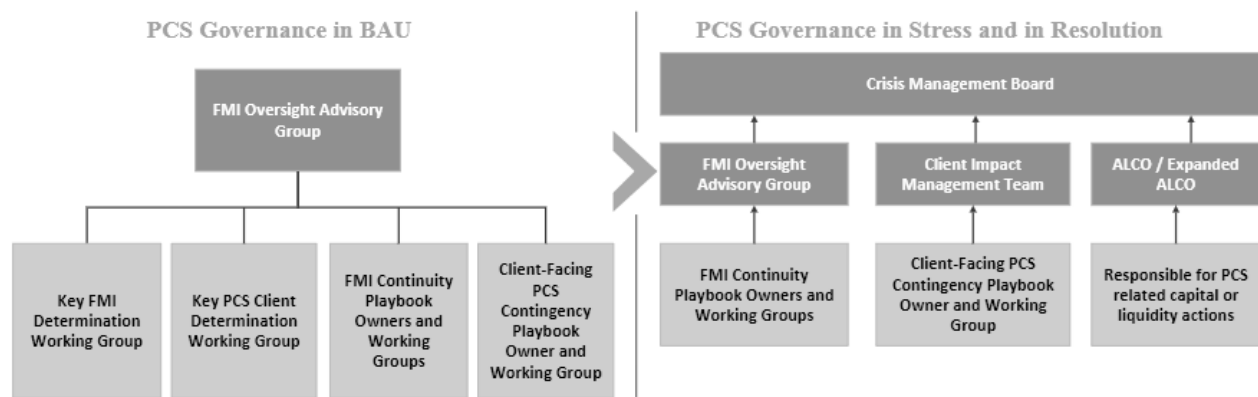 PCS Governance in BAU
FMI Oversight Advisory
Group
Key FMI
Determination
Working Group
Key PCS Client
Determination
Working Group
FMI Continuity
Playbook
Owners and
Working
Groups
Client-Facing
PCS
Contingency
Playbook
Owner and
Working Group
PCS Governance in Stress and in Resolution
Crisis Management Board
FMI Oversight
Advisory Group
Client Impact
Management Team
ALCO / Expanded
ALCO
FMI Continuity
Playbook Owners and
Working Groups
Client-Facing PCS
Contingency Playbook
Owner and Working
Group
Responsible for PCS
related capital or
liquidity actions